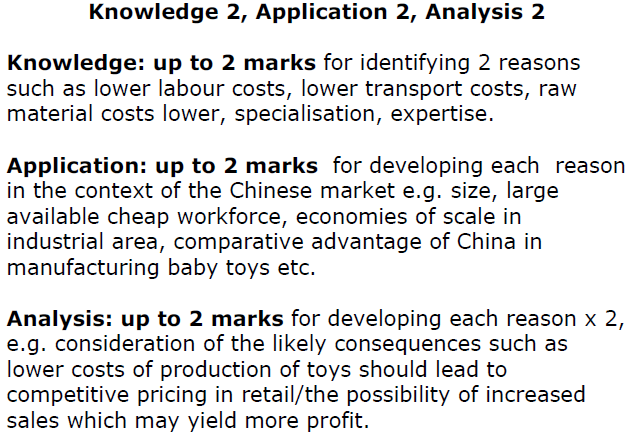 Knowledge 2, Application 2, Analysis 2
Knowledge: up to 2 marks for identifying 2 reasons
such as lower labour costs, lower transport costs, raw
material costs lower, specialisation, expertise.
Application: up to 2 marks for developing each reason
in the context of the Chinese market e.g. size, large
available cheap workforce, economies of scale in
industrial area, comparative advantage of China in
manufacturing baby toys etc.
Analysis: up to 2 marks for developing each reason x 2,
e.g. consideration of the likely consequences such as
lower costs of production of toys should lead to
competitive pricing in retail/the possibility of increased
sales which may yield more profit.